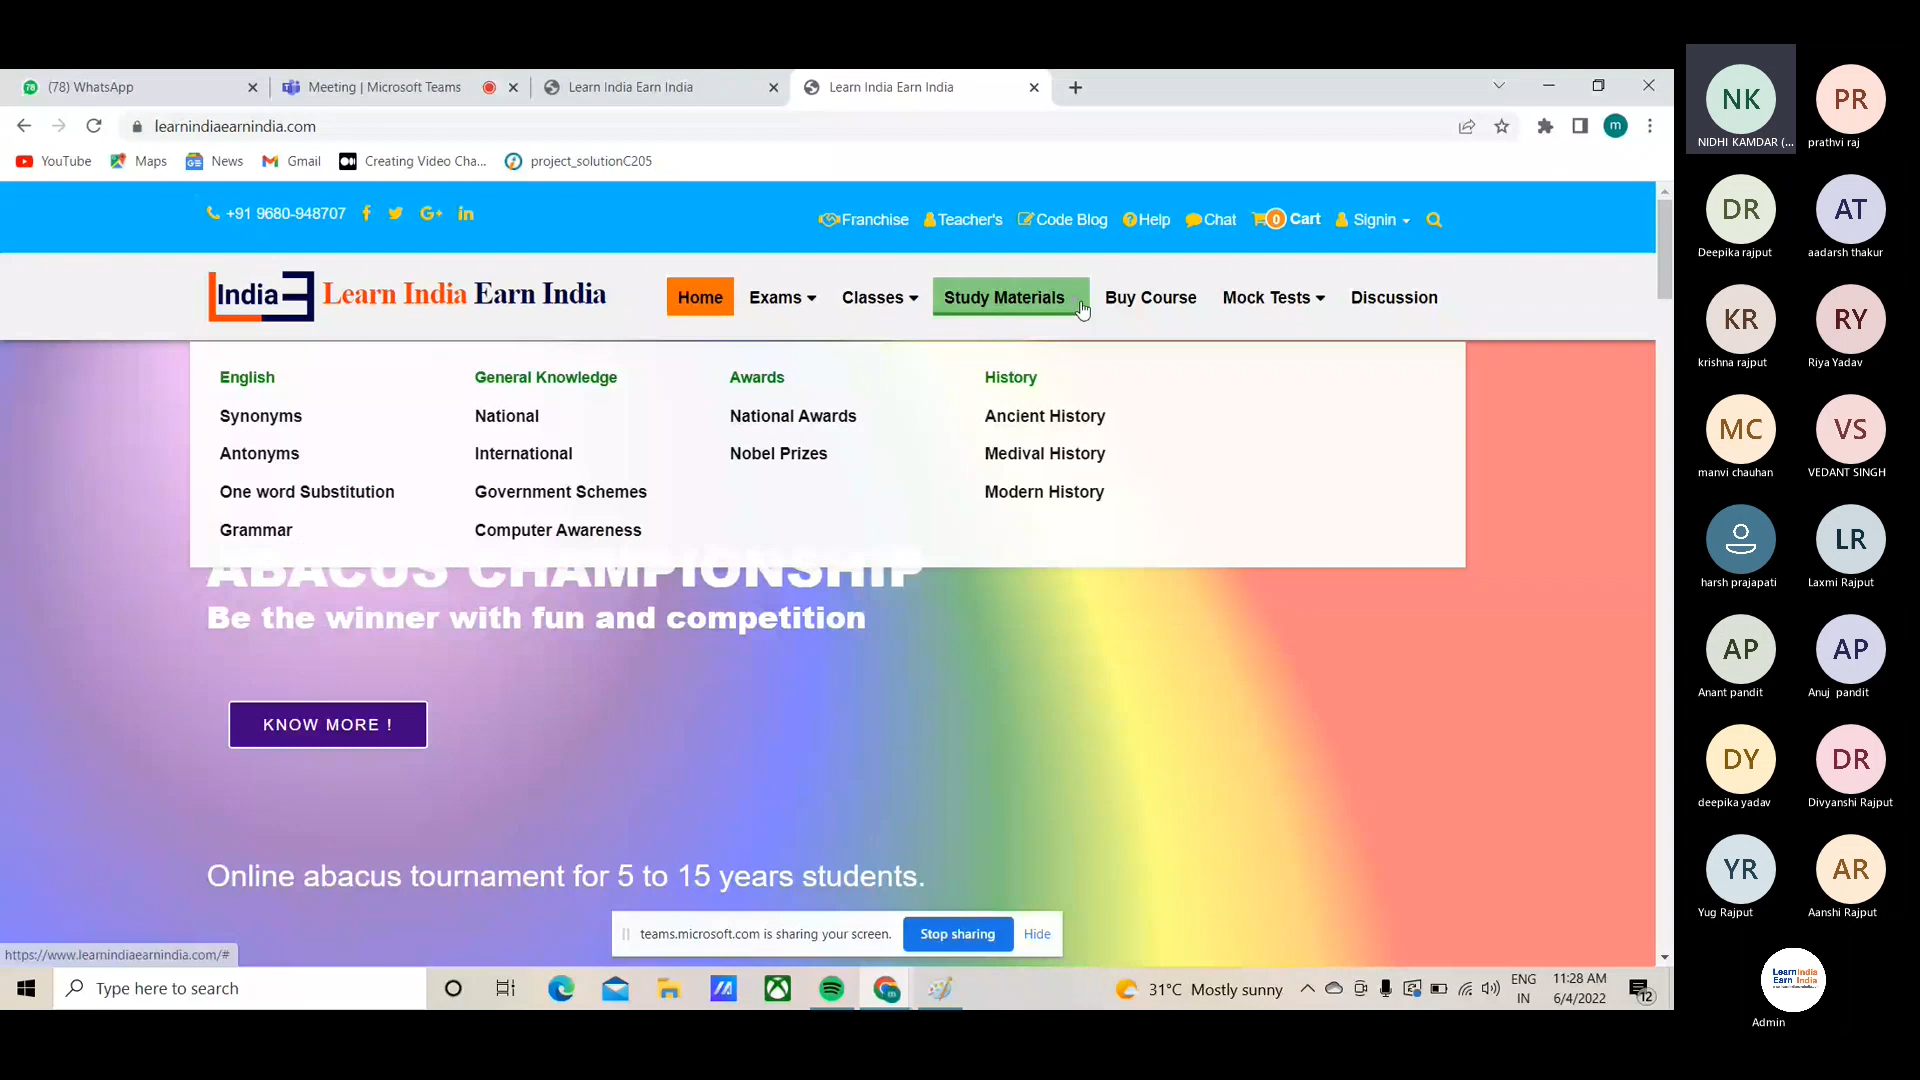 (78) WhatsApp
Meeting | Microsoft Teams
Learn India Earn India
Learn India Earn India
learnindiaearnindia.com
m
YouTube
Maps
News
Gmail
Creating Video Cha...
project_solutionC205
+91 9680-948707
Franchise
Teacher's
Code Blog
Help
Chat
0 Cart
Signin
India
Learn India Earn India
Home
Exams
Classes
Study Materials
Buy Course
Mock Tests
Discussion
English
Synonyms
Antonyms
One word Substitution
Grammar
General Knowledge
National
International
Government Schemes
Computer Awareness
Awards
National Awards
Nobel Prizes
History
Ancient History
Medival History
Modern History
ABACUS CHAMPIONSHIP
Be the winner with fun and competition
KNOW MORE !
Online abacus tournament for 5 to 15 years students.
teams.microsoft.com is sharing your screen.
Stop sharing
Hide
https://www.learnindiaearnindia.com/#
Type here to search
31°C Mostly sunny
ENG
IN
11:28 AM
6/4/2022
12
NK
NIDHI KAMDAR (...
PR
prathvi raj
DR
Deepika rajput
AT
aadarsh thakur
KR
krishna rajput
RY
Riya Yadav
MC
manvi chauhan
VS
VEDANT SINGH
harsh prajapati
LR
Laxmi Rajput
AP
Anant pandit
AP
Anuj pandit
DY
deepika yadav
DR
Divyanshi Rajput
YR
Yug Rajput
AR
Aanshi Rajput
Learn India
Earn India
Admin